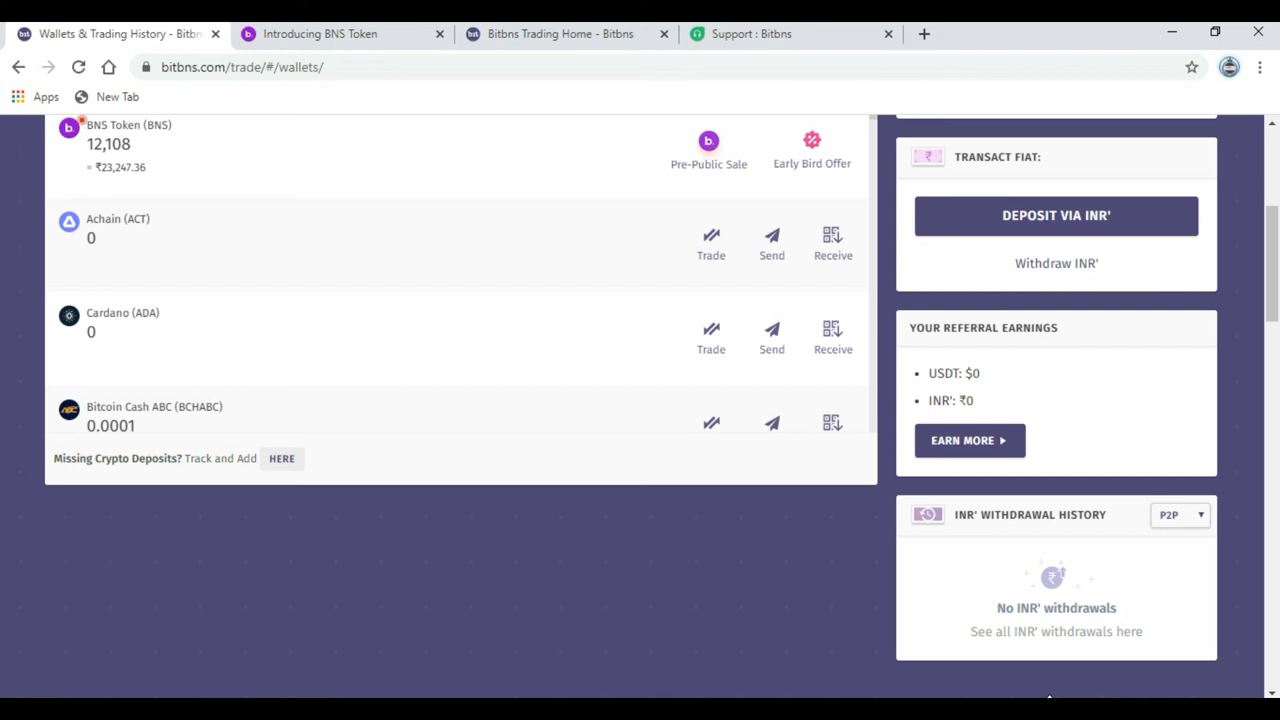 Wallets & Trading History - Bitbn
Introducing BNS Token
Bitbns Trading Home - Bitbns
Support : Bitbns
bitbns.com/trade/#/wallets/
Apps
New Tab
BNS Token (BNS)
12,108
= ₹23,247.36
Pre-Public Sale
Early Bird Offer
Achain (ACT)
0
Trade
Send
Receive
Cardano (ADA)
0
Trade
Send
Receive
Bitcoin Cash ABC (BCHABC)
0.0001
Missing Crypto Deposits? Track and Add HERE
TRANSACT FIAT:
DEPOSIT VIA INR'
Withdraw INR'
YOUR REFERRAL EARNINGS
• USDT: $0
• INR': ₹0
EARN MORE
INR' WITHDRAWAL HISTORY
P2P
No INR' withdrawals
See all INR' withdrawals here